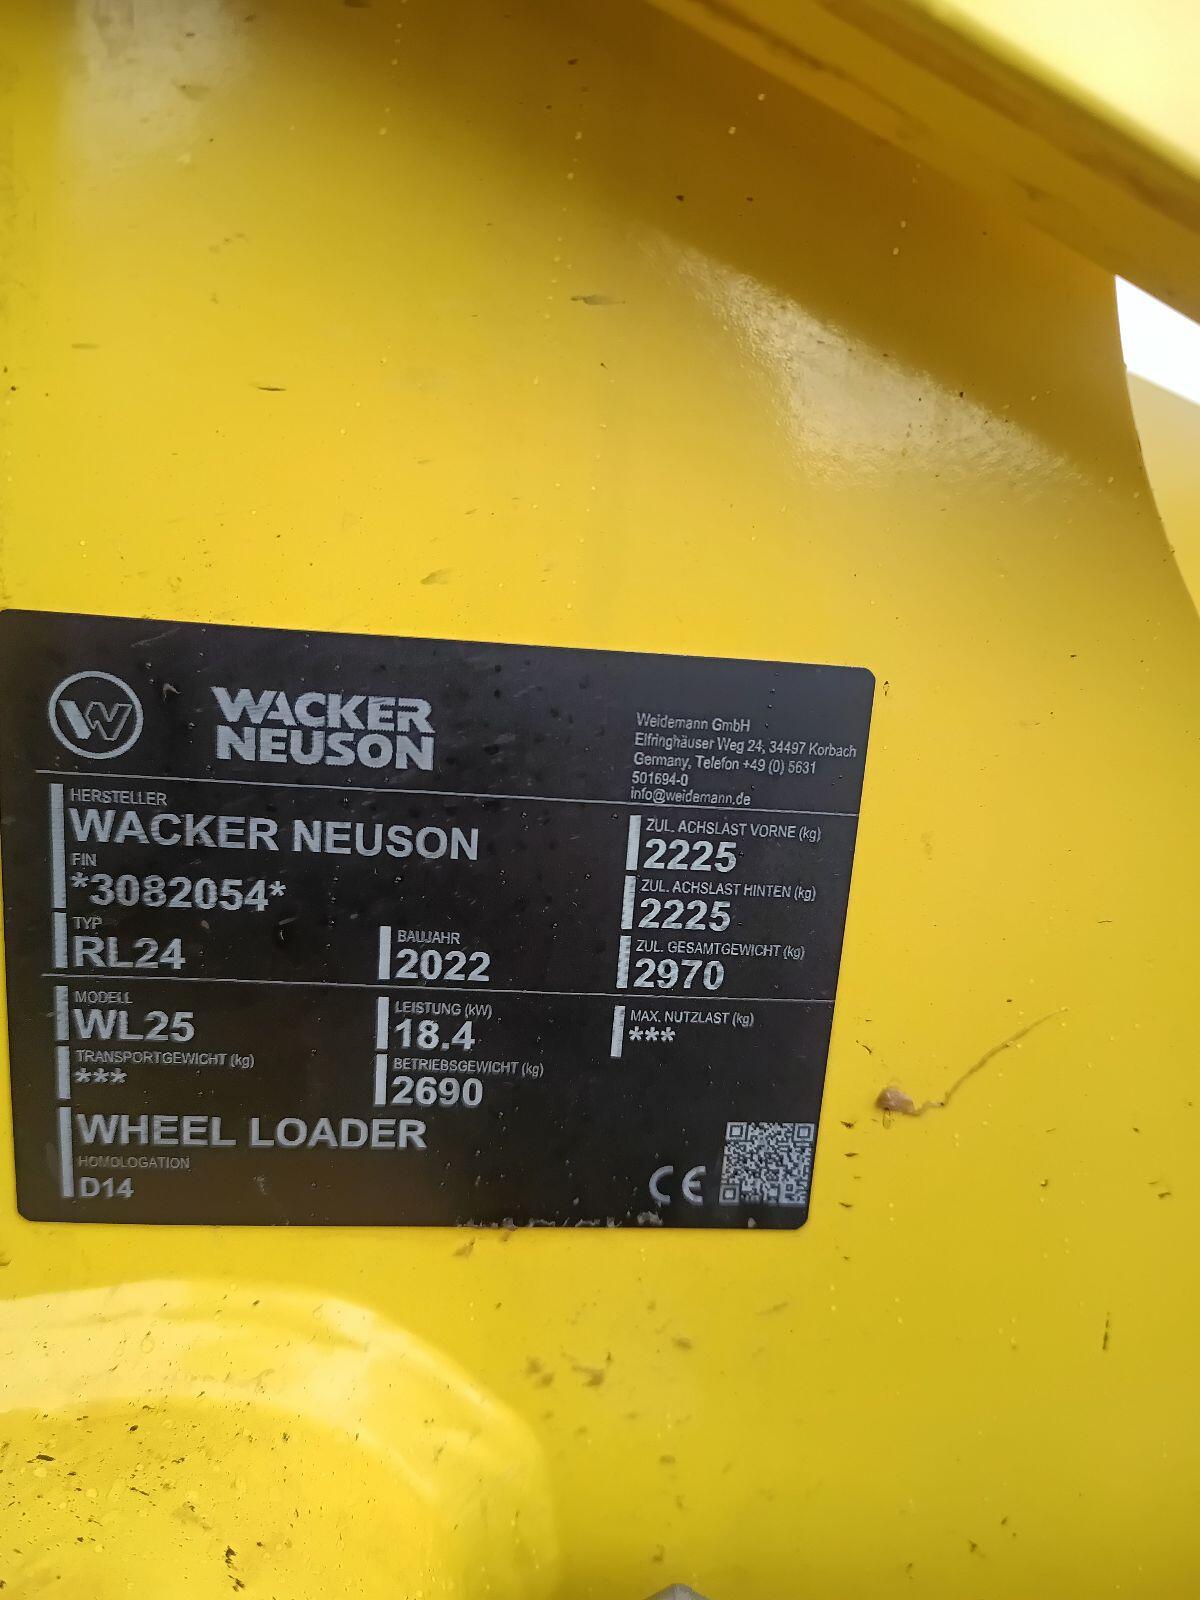 WACKER
NEUSON
Weidemann GmbH
Elfringhäuser Weg 24, 34497 Korbach
Germany, Telefon +49 (0) 5631
501694-0
info@weidemann.de
HERSTELLER
WACKER NEUSON
FIN
*3082054*
TYP
RL24
BAUJAHR
2022
ZUL. ACHSLAST VORNE (kg)
2225
ZUL. ACHSLAST HINTEN (kg)
2225
ZUL. GESAMTGEWICHT (kg)
2970
MODELL
WL25
LEISTUNG (kW)
18.4
MAX. NUTZLAST (kg)
***
TRANSPORTGEWICHT (kg)
***
BETRIEBSGEWICHT (kg)
2690
WHEEL LOADER
HOMOLOGATION
D14
CE